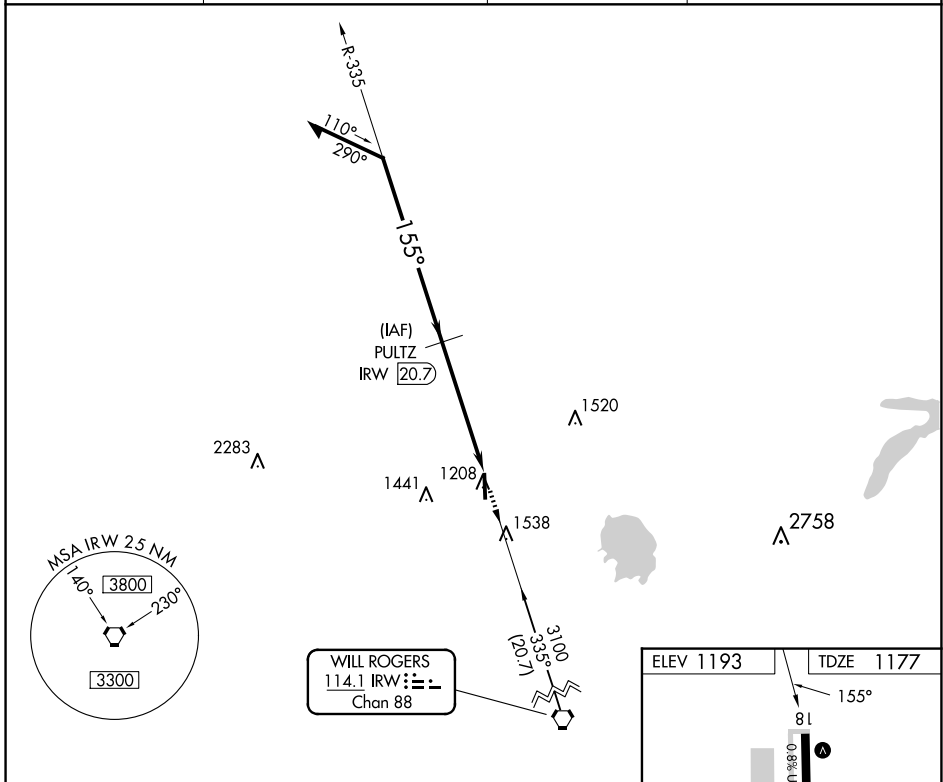 R-335
110°
290°
155°
(IAF)
PULTZ
IRW 20.7
1520
2283
1441
1208
1538
2758
MSA IRW 25 NM
140°
3800
230°
3300
3100
335°
(20.7)
WILL ROGERS
114.1 IRW
Chan 88
ELEV 1193
TDZE 1177
155°
18
0.8% U
V